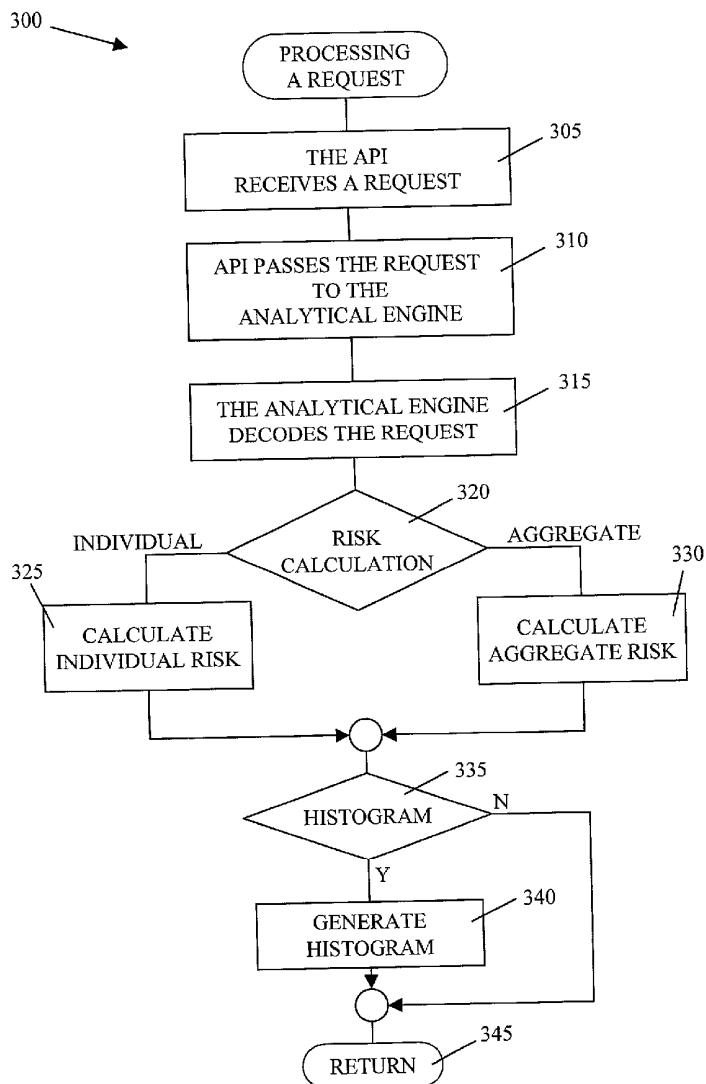 300
PROCESSING
A REQUEST
305
THE API
RECEIVES A REQUEST
310
API PASSES THE REQUEST
TO THE
ANALYTICAL ENGINE
315
THE ANALYTICAL ENGINE
DECODES THE REQUEST
320
INDIVIDUAL
RISK
CALCULATION
AGGREGATE
325
330
CALCULATE
INDIVIDUAL RISK
CALCULATE
AGGREGATE RISK
335
HISTOGRAM
N
Y
340
GENERATE
HISTOGRAM
345
RETURN